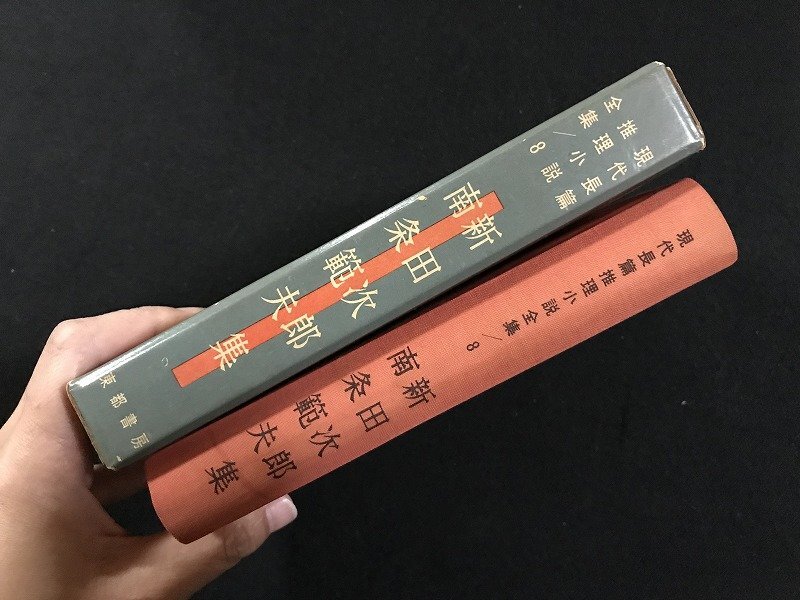 現代長篇
推理小説
全集/8
新田次郎
南条範夫
集
東都書房
現代長篇推理小説全集/8
新田次郎
南条範夫
集